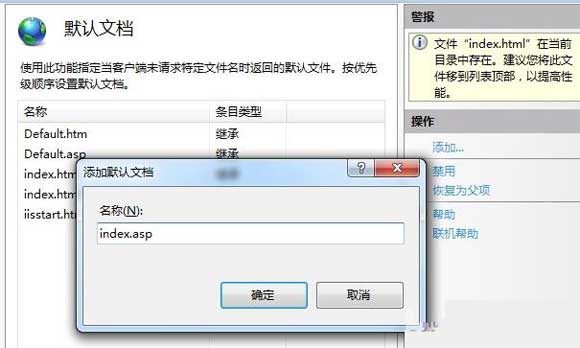 默认文档
使用此功能指定当客户端未请求特定文件名时返回的默认文件。按优先
级顺序设置默认文档。
名称 条目类型
Default.htm 继承
Default.asp 继承
index.htm
index.htm
iisstart.ht
添加默认文档
名称(N):
index.asp
确定 取消
警报
文件“index.html”在当前
目录中存在。建议您将此文
件移到列表顶部，以提高性
能。
操作
添加...
禁用
恢复为父项
帮助
联机帮助